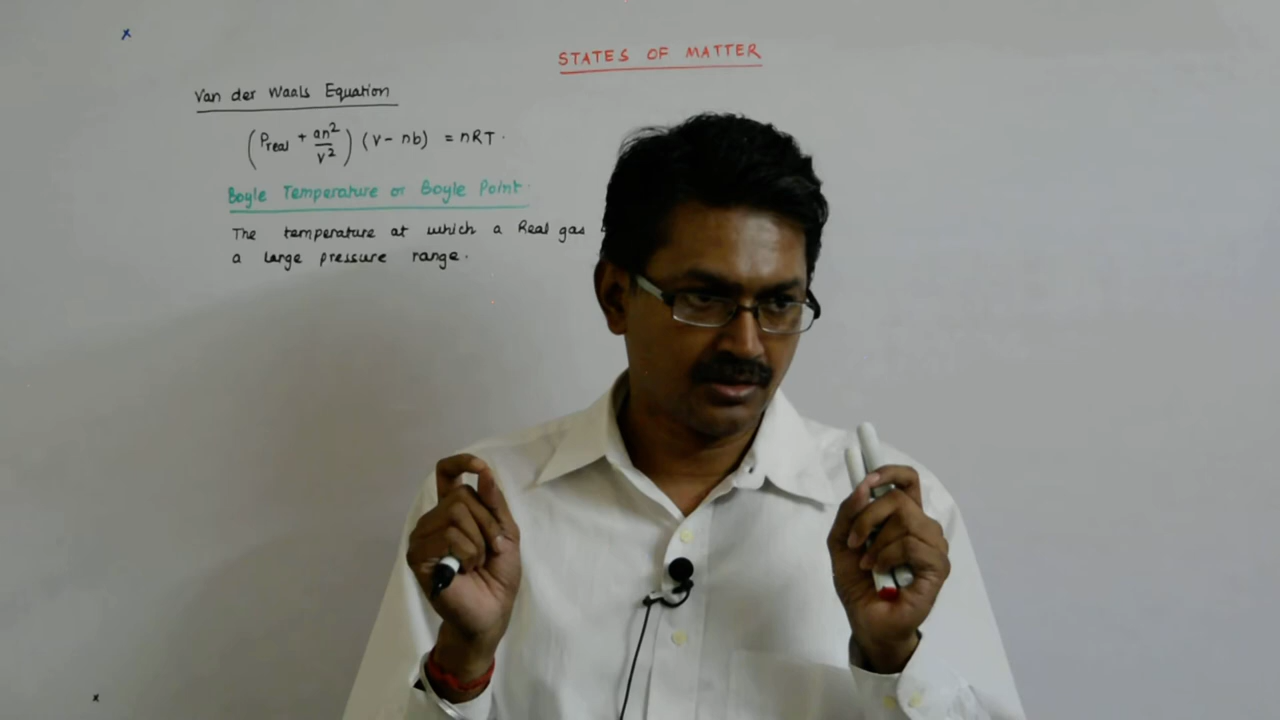 STATES OF MATTER
Van der Waals Equation
(Preal + an²/v²) (v - nb) = nRT.
Boyle Temperature or Boyle Point.
The temperature at which a Real gas
a large pressure range.